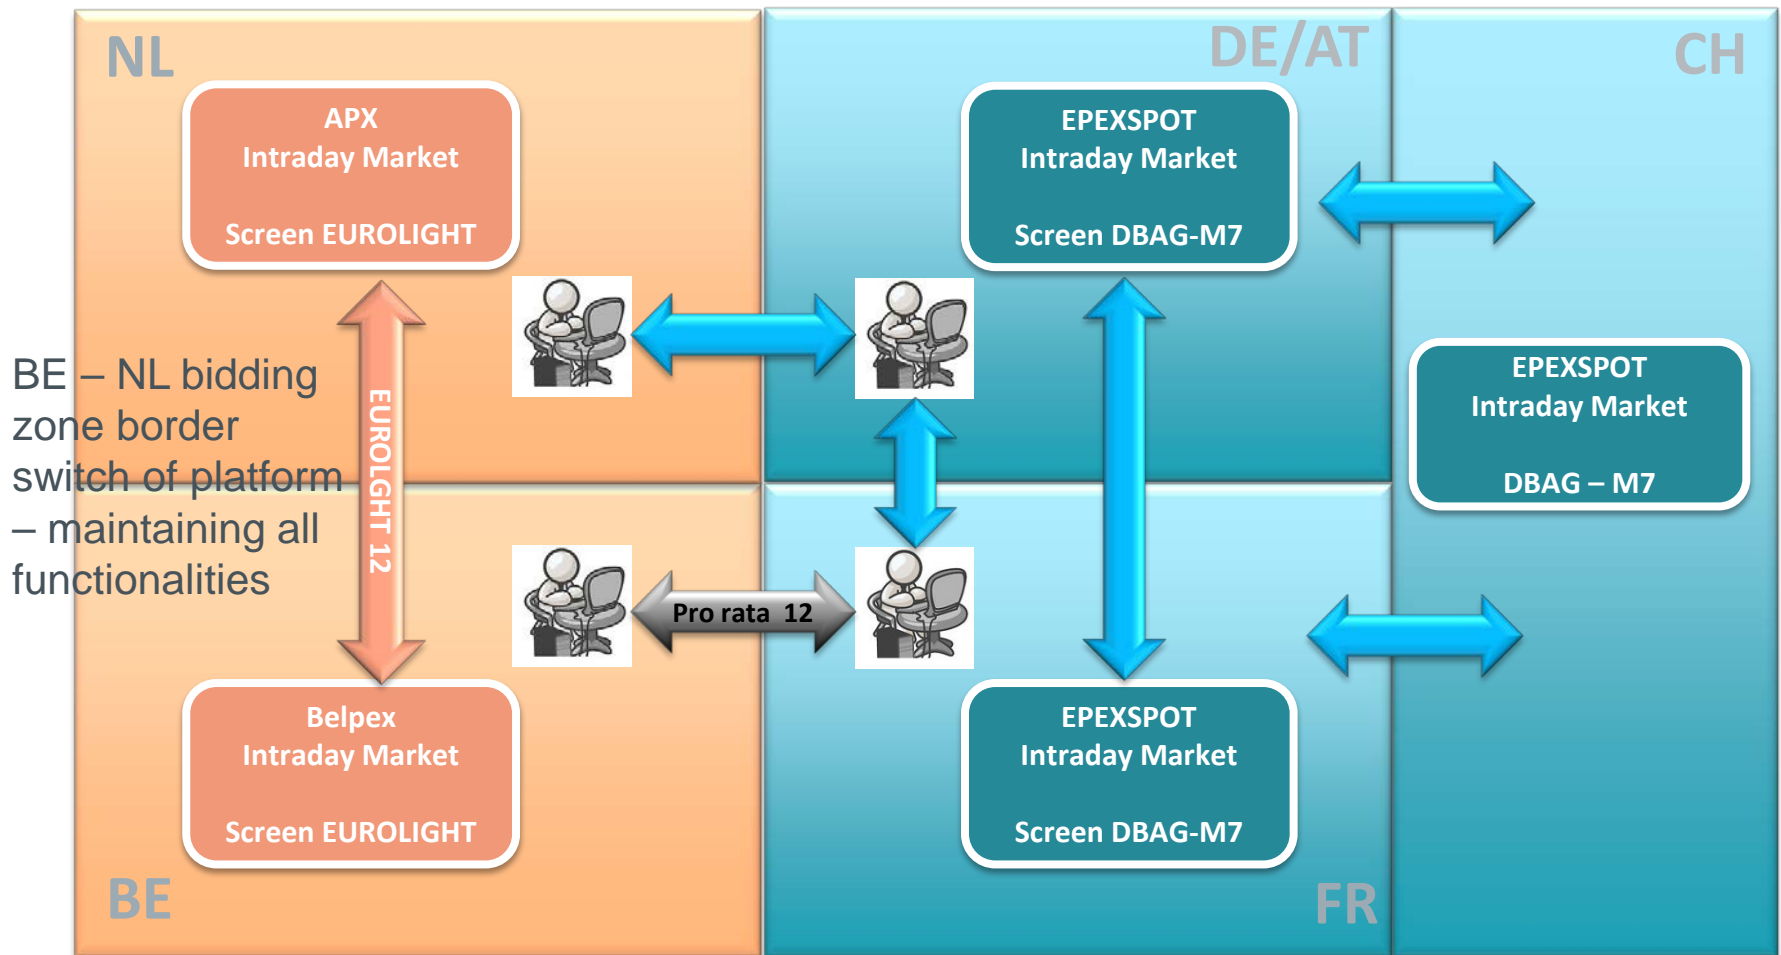 NL
APX
Intraday Market
Screen EUROLIGHT
DE/AT
EPEXSPOT
Intraday Market
Screen DBAG-M7
CH
EPEXSPOT
Intraday Market
DBAG – M7
BE – NL bidding
zone border
switch of platform
– maintaining all
functionalities
EUROLGHT 12
Pro rata 12
Belpex
Intraday Market
Screen EUROLIGHT
BE
EPEXSPOT
Intraday Market
Screen DBAG-M7
FR